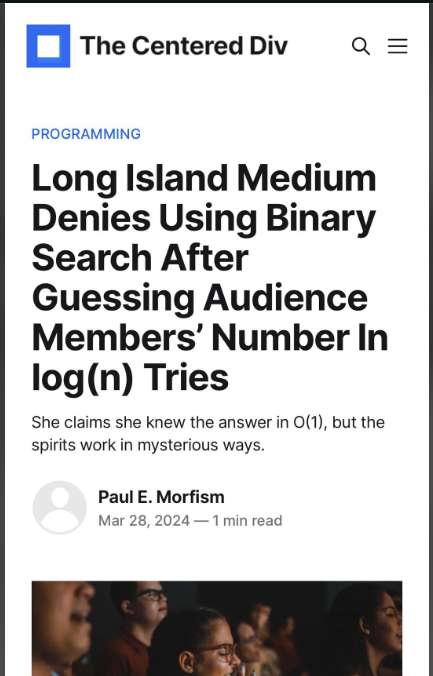 The Centered Div
PROGRAMMING
Long Island Medium
Denies Using Binary
Search After
Guessing Audience
Members’ Number In
log(n) Tries
She claims she knew the answer in O(1), but the
spirits work in mysterious ways.
Paul E. Morfism
Mar 28, 2024 — 1 min read